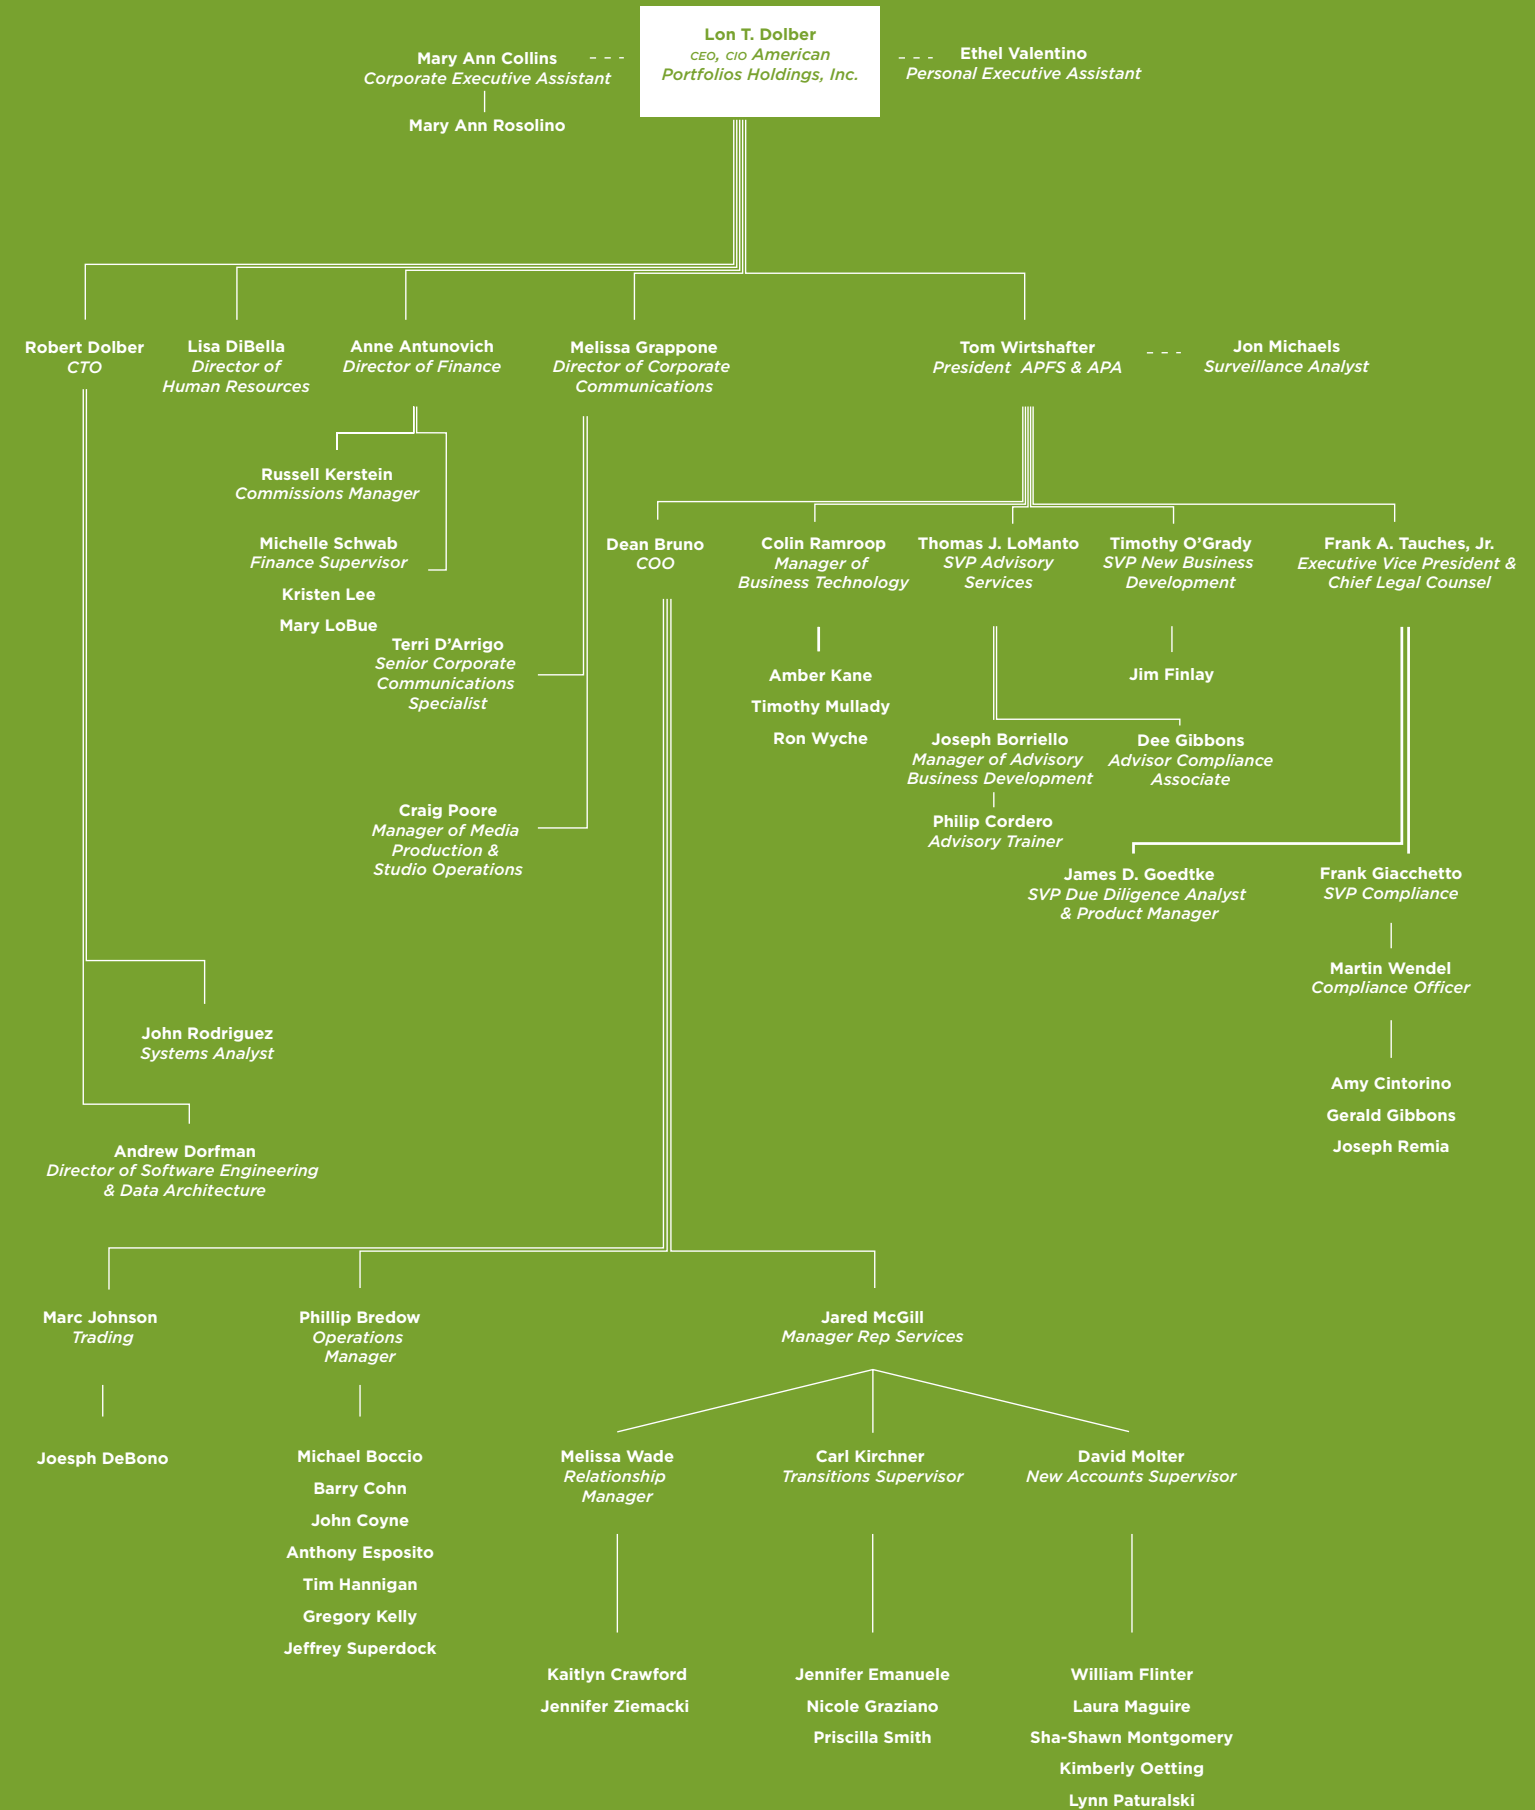 Lon T. Dolber
CEO, CIO American
Portfolios Holdings, Inc.
Mary Ann Collins
Corporate Executive Assistant
Mary Ann Rosolino
Ethel Valentino
Personal Executive Assistant
Robert Dolber
CTO
Lisa DiBella
Director of
Human Resources
Anne Antunovich
Director of Finance
Melissa Grappone
Director of Corporate
Communications
Tom Wirtshafter
President APFS & APA
Jon Michaels
Surveillance Analyst
Russell Kerstein
Commissions Manager
Michelle Schwab
Finance Supervisor
Kristen Lee
Mary LoBue
Terri D’Arrigo
Senior Corporate
Communications
Specialist
Craig Poore
Manager of Media
Production &
Studio Operations
Dean Bruno
COO
Colin Ramroop
Manager of
Business Technology
Amber Kane
Timothy Mullady
Ron Wyche
Thomas J. LoManto
SVP Advisory
Services
Timothy O’Grady
SVP New Business
Development
Jim Finlay
Frank A. Tauches, Jr.
Executive Vice President &
Chief Legal Counsel
Joseph Borriello
Manager of Advisory
Business Development
Dee Gibbons
Advisor Compliance
Associate
Philip Cordero
Advisory Trainer
James D. Goedtke
SVP Due Diligence Analyst
& Product Manager
Frank Giacchetto
SVP Compliance
Martin Wendel
Compliance Officer
Amy Cintorino
Gerald Gibbons
Joseph Remia
John Rodriguez
Systems Analyst
Andrew Dorfman
Director of Software Engineering
& Data Architecture
Marc Johnson
Trading
Joesph DeBono
Phillip Bredow
Operations
Manager
Michael Boccio
Barry Cohn
John Coyne
Anthony Esposito
Tim Hannigan
Gregory Kelly
Jeffrey Superdock
Jared McGill
Manager Rep Services
Melissa Wade
Relationship
Manager
Kaitlyn Crawford
Jennifer Ziemacki
Carl Kirchner
Transitions Supervisor
Jennifer Emanuele
Nicole Graziano
Priscilla Smith
David Molter
New Accounts Supervisor
William Flinter
Laura Maguire
Sha-Shawn Montgomery
Kimberly Oetting
Lynn Paturalski